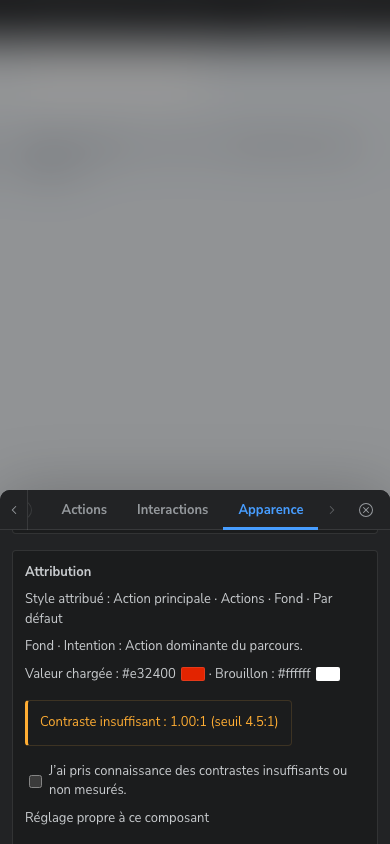 Actions Interactions Apparence
Attribution
Style attribué : Action principale · Actions · Fond · Par
défaut
Fond · Intention : Action dominante du parcours.
Valeur chargée : #e32400 · Brouillon : #ffffff
Contraste insuffisant : 1.00:1 (seuil 4.5:1)
J'ai pris connaissance des contrastes insuffisants ou
non mesurés.
Réglage propre à ce composant